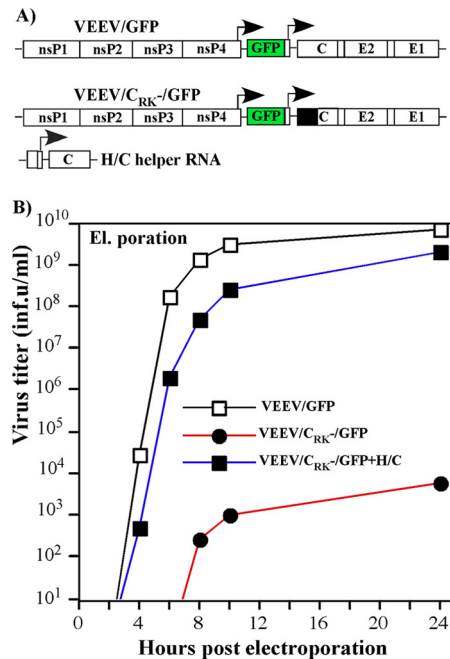 A)
VEEV/GFP
nsP1 nsP2 nsP3 nsP4 GFP C E2 E1
VEEV/C_RK-/GFP
nsP1 nsP2 nsP3 nsP4 GFP C E2 E1
C H/C helper RNA
B)
El. poration
Virus titer (inf.u/ml)
10^10
10^9
10^8
10^7
10^6
10^5
10^4
10^3
10^2
10^1
VEEV/GFP
VEEV/C_RK-/GFP
VEEV/C_RK-/GFP+H/C
0 4 8 12 16 20 24
Hours post electroporation